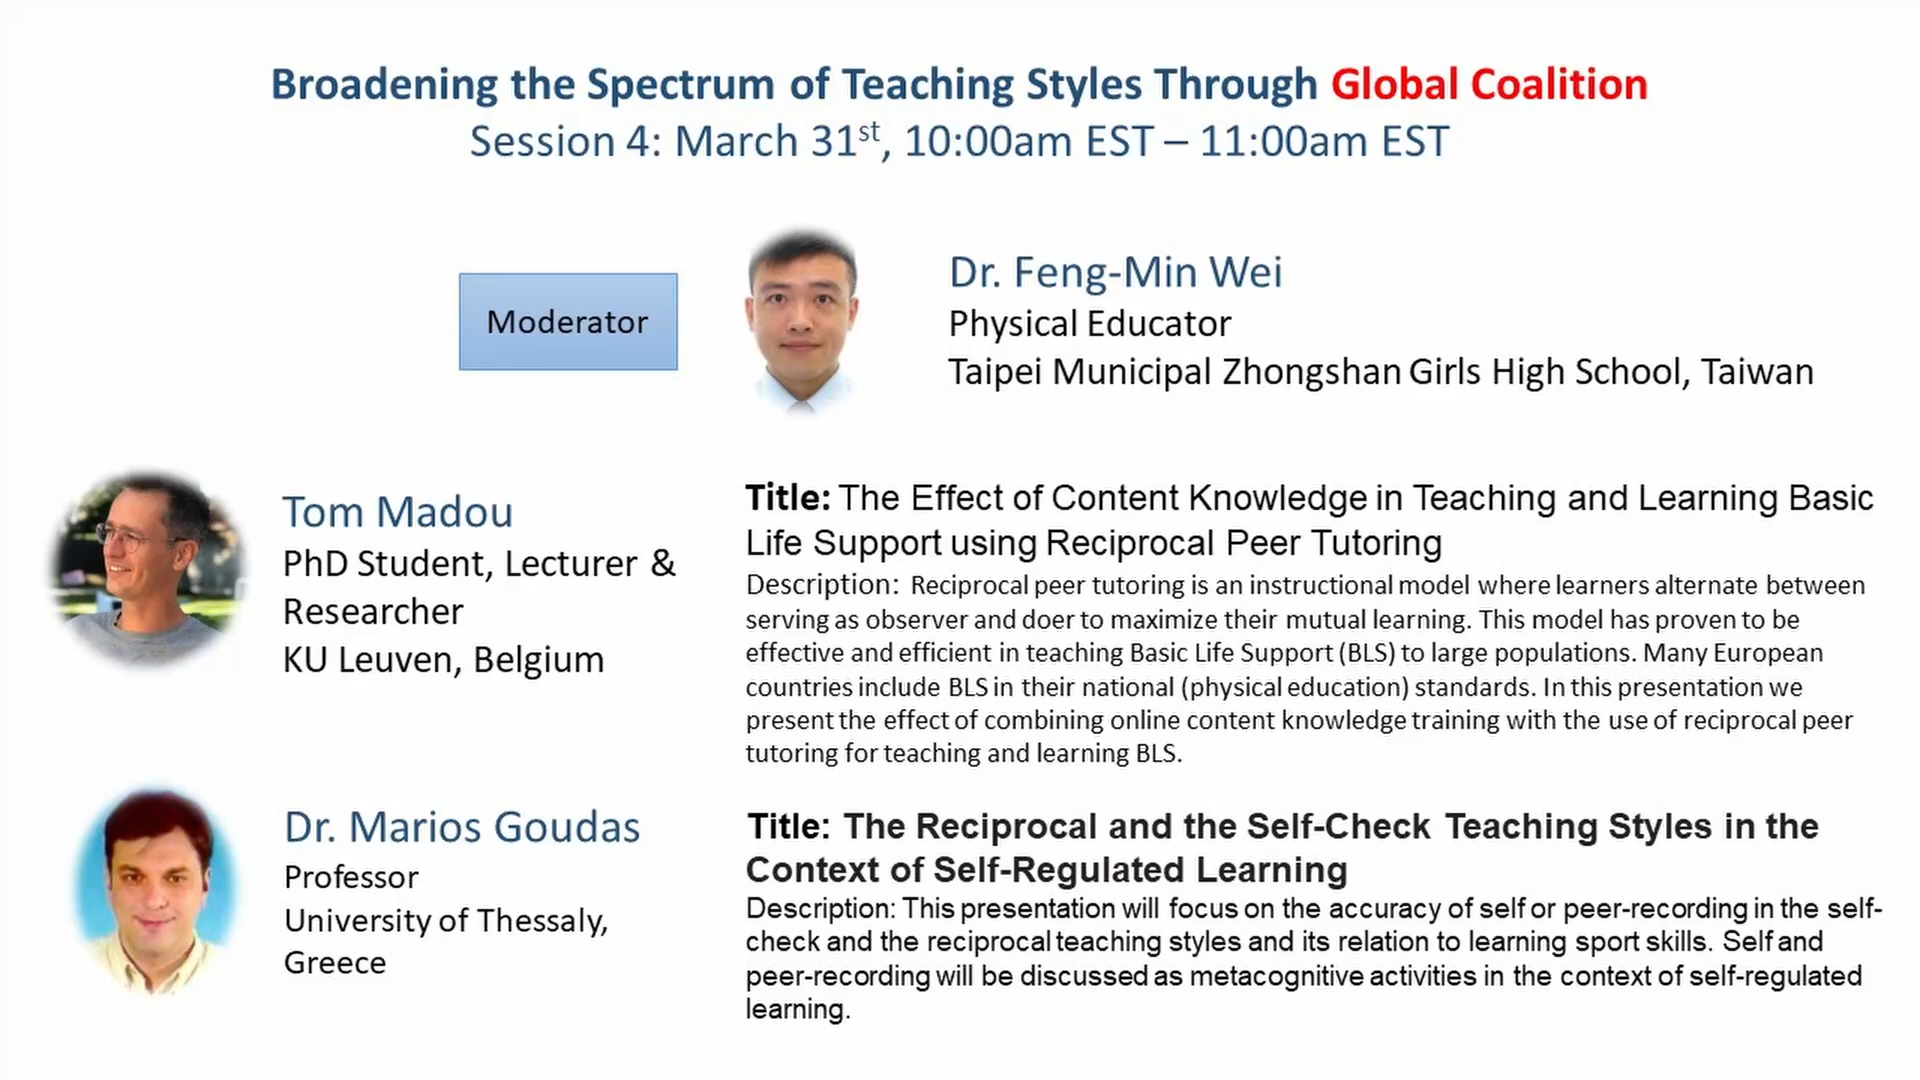 Broadening the Spectrum of Teaching Styles Through Global Coalition
Session 4: March 31st, 10:00am EST – 11:00am EST
Moderator
Dr. Feng-Min Wei
Physical Educator
Taipei Municipal Zhongshan Girls High School, Taiwan
Tom Madou
PhD Student, Lecturer &
Researcher
KU Leuven, Belgium
Title: The Effect of Content Knowledge in Teaching and Learning Basic
Life Support using Reciprocal Peer Tutoring
Description: Reciprocal peer tutoring is an instructional model where learners alternate between
serving as observer and doer to maximize their mutual learning. This model has proven to be
effective and efficient in teaching Basic Life Support (BLS) to large populations. Many European
countries include BLS in their national (physical education) standards. In this presentation we
present the effect of combining online content knowledge training with the use of reciprocal peer
tutoring for teaching and learning BLS.
Dr. Marios Goudas
Professor
University of Thessaly,
Greece
Title: The Reciprocal and the Self-Check Teaching Styles in the
Context of Self-Regulated Learning
Description: This presentation will focus on the accuracy of self or peer-recording in the self-
check and the reciprocal teaching styles and its relation to learning sport skills. Self and
peer-recording will be discussed as metacognitive activities in the context of self-regulated
learning.